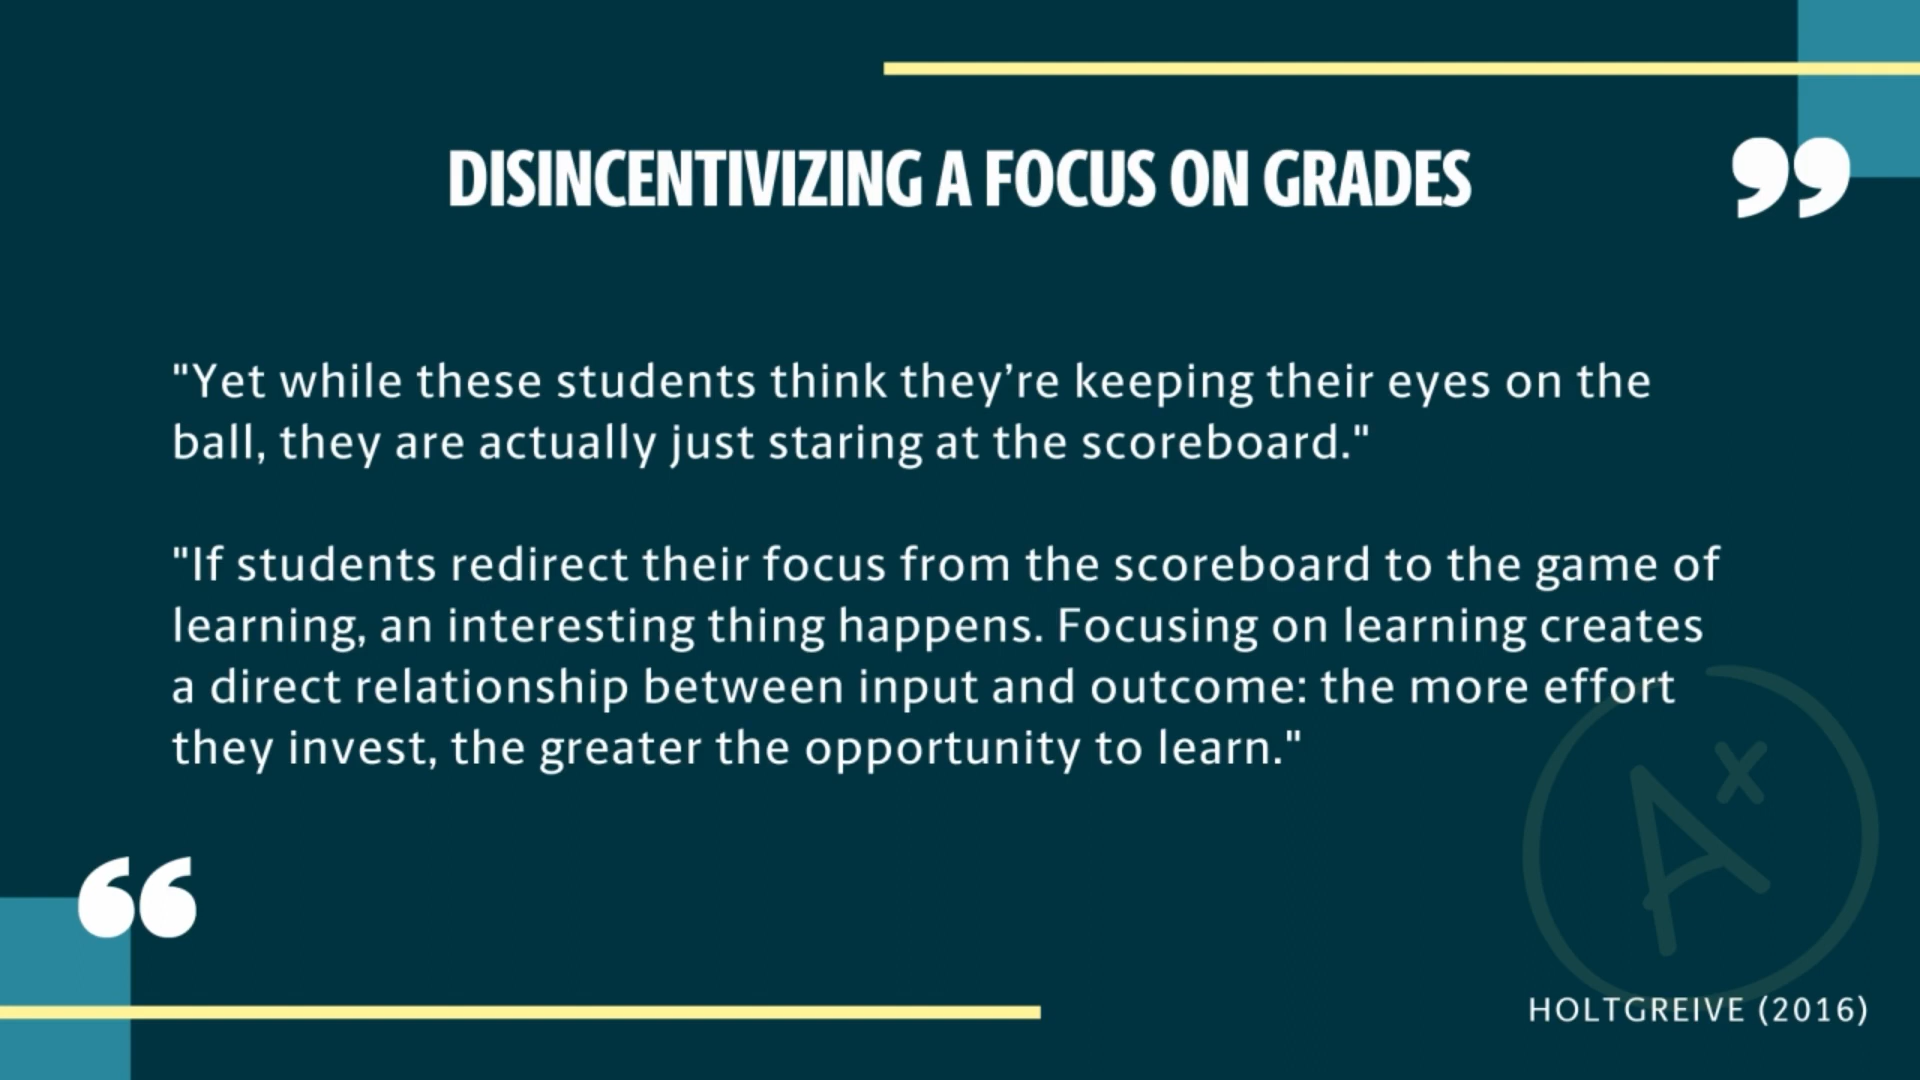 DISINCENTIVIZING A FOCUS ON GRADES
"Yet while these students think they’re keeping their eyes on the
ball, they are actually just staring at the scoreboard."
"If students redirect their focus from the scoreboard to the game of
learning, an interesting thing happens. Focusing on learning creates
a direct relationship between input and outcome: the more effort
they invest, the greater the opportunity to learn."
A
HOLTGREIVE (2016)